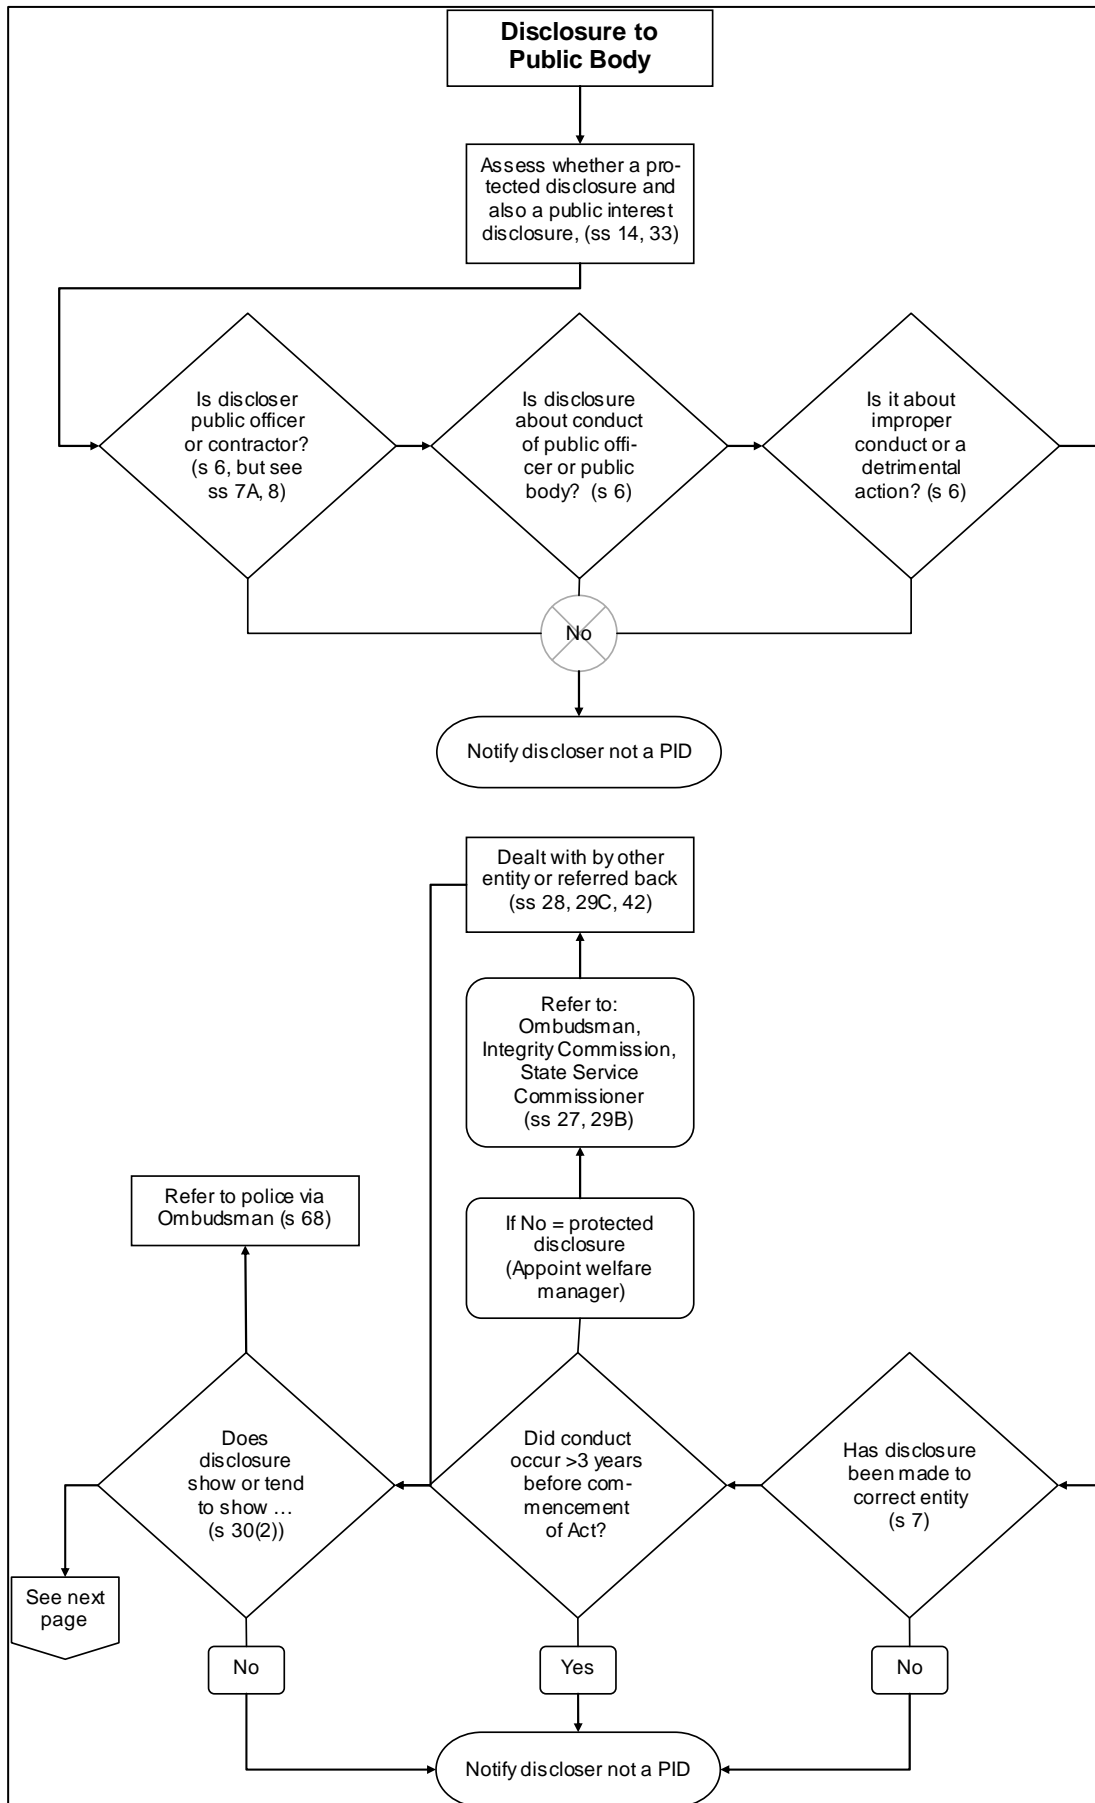 Disclosure to
Public Body
Assess whether a pro-
tected disclosure and
also a public interest
disclosure, (ss 14, 33)
Is discloser
public officer
or contractor?
(s 6, but see
ss 7A, 8)
Is disclosure
about conduct
of public offi-
cer or public
body? (s 6)
Is it about
improper
conduct or a
detrimental
action? (s 6)
No
Notify discloser not a PID
Dealt with by other
entity or referred back
(ss 28, 29C, 42)
Refer to:
Ombudsman,
Integrity Commission,
State Service
Commissioner
(ss 27, 29B)
Refer to police via
Ombudsman (s 68)
If No = protected
disclosure
(Appoint welfare
manager)
Does
disclosure
show or tend
to show …
(s 30(2))
Did conduct
occur >3 years
before com-
mencement
of Act?
Has disclosure
been made to
correct entity
(s 7)
See next
page
No
Yes
No
Notify discloser not a PID